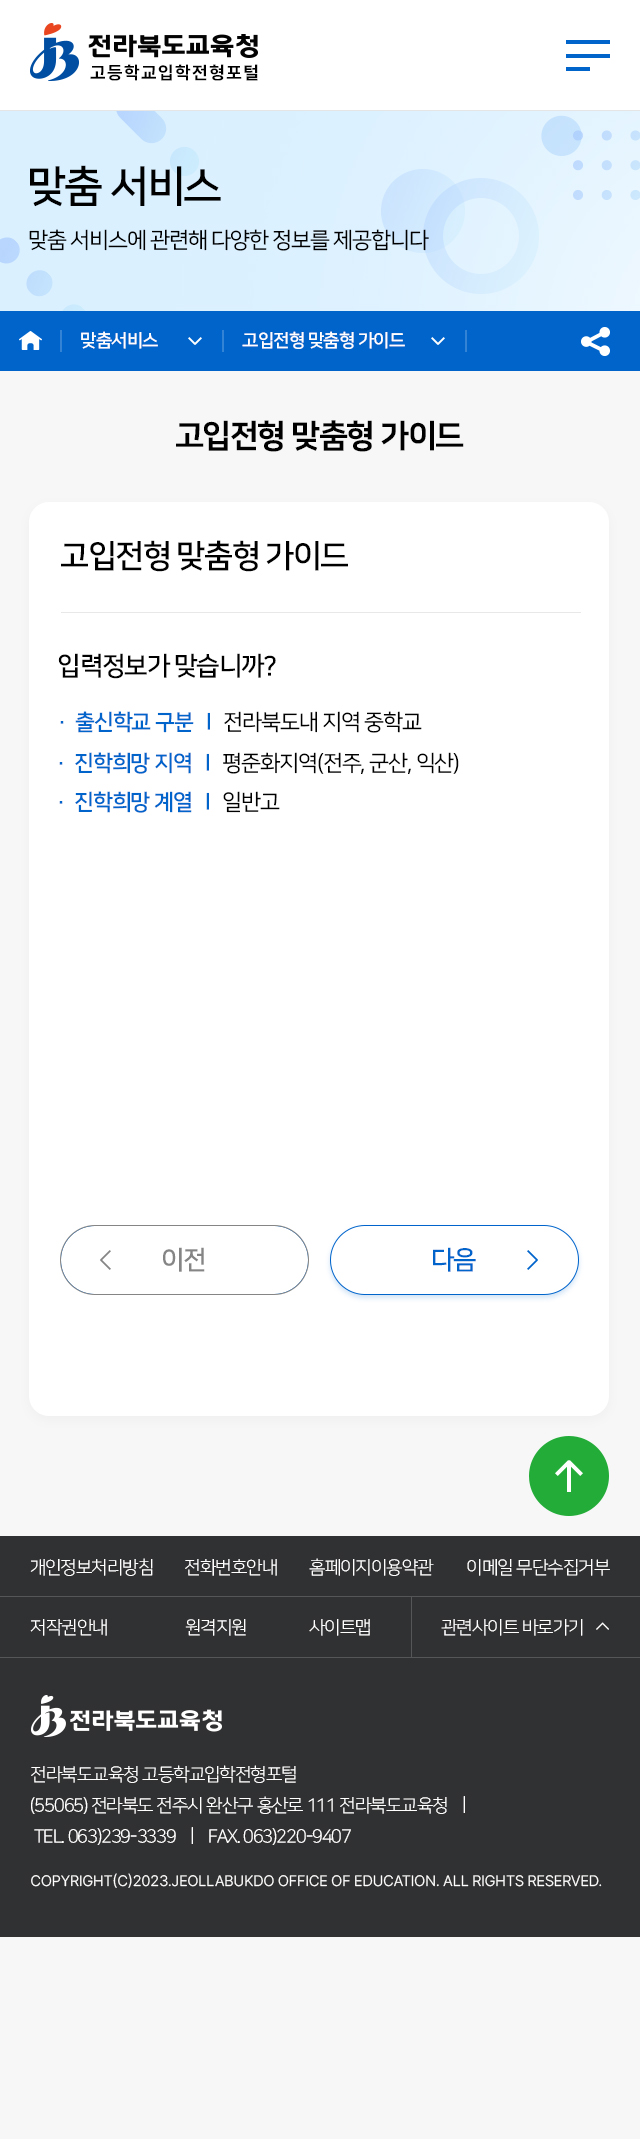 전라북도교육청
고등학교입학전형포털
맞춤 서비스
맞춤 서비스에 관련해 다양한 정보를 제공합니다
맞춤서비스 고입전형 맞춤형 가이드
고입전형 맞춤형 가이드
고입전형 맞춤형 가이드
입력정보가 맞습니까?
· 출신학교 구분 | 전라북도내 지역 중학교
· 진학희망 지역 | 평준화지역(전주, 군산, 익산)
· 진학희망 계열 | 일반고
이전 다음
개인정보처리방침 전화번호안내 홈페이지이용약관 이메일 무단수집거부
저작권안내 원격지원 사이트맵 관련사이트 바로가기
전라북도교육청
전라북도교육청 고등학교입학전형포털
(55065) 전라북도 전주시 완산구 홍산로 111 전라북도교육청 |
TEL. 063)239-3339 | FAX. 063)220-9407
COPYRIGHT(C)2023.JEOLLABUKDO OFFICE OF EDUCATION. ALL RIGHTS RESERVED.